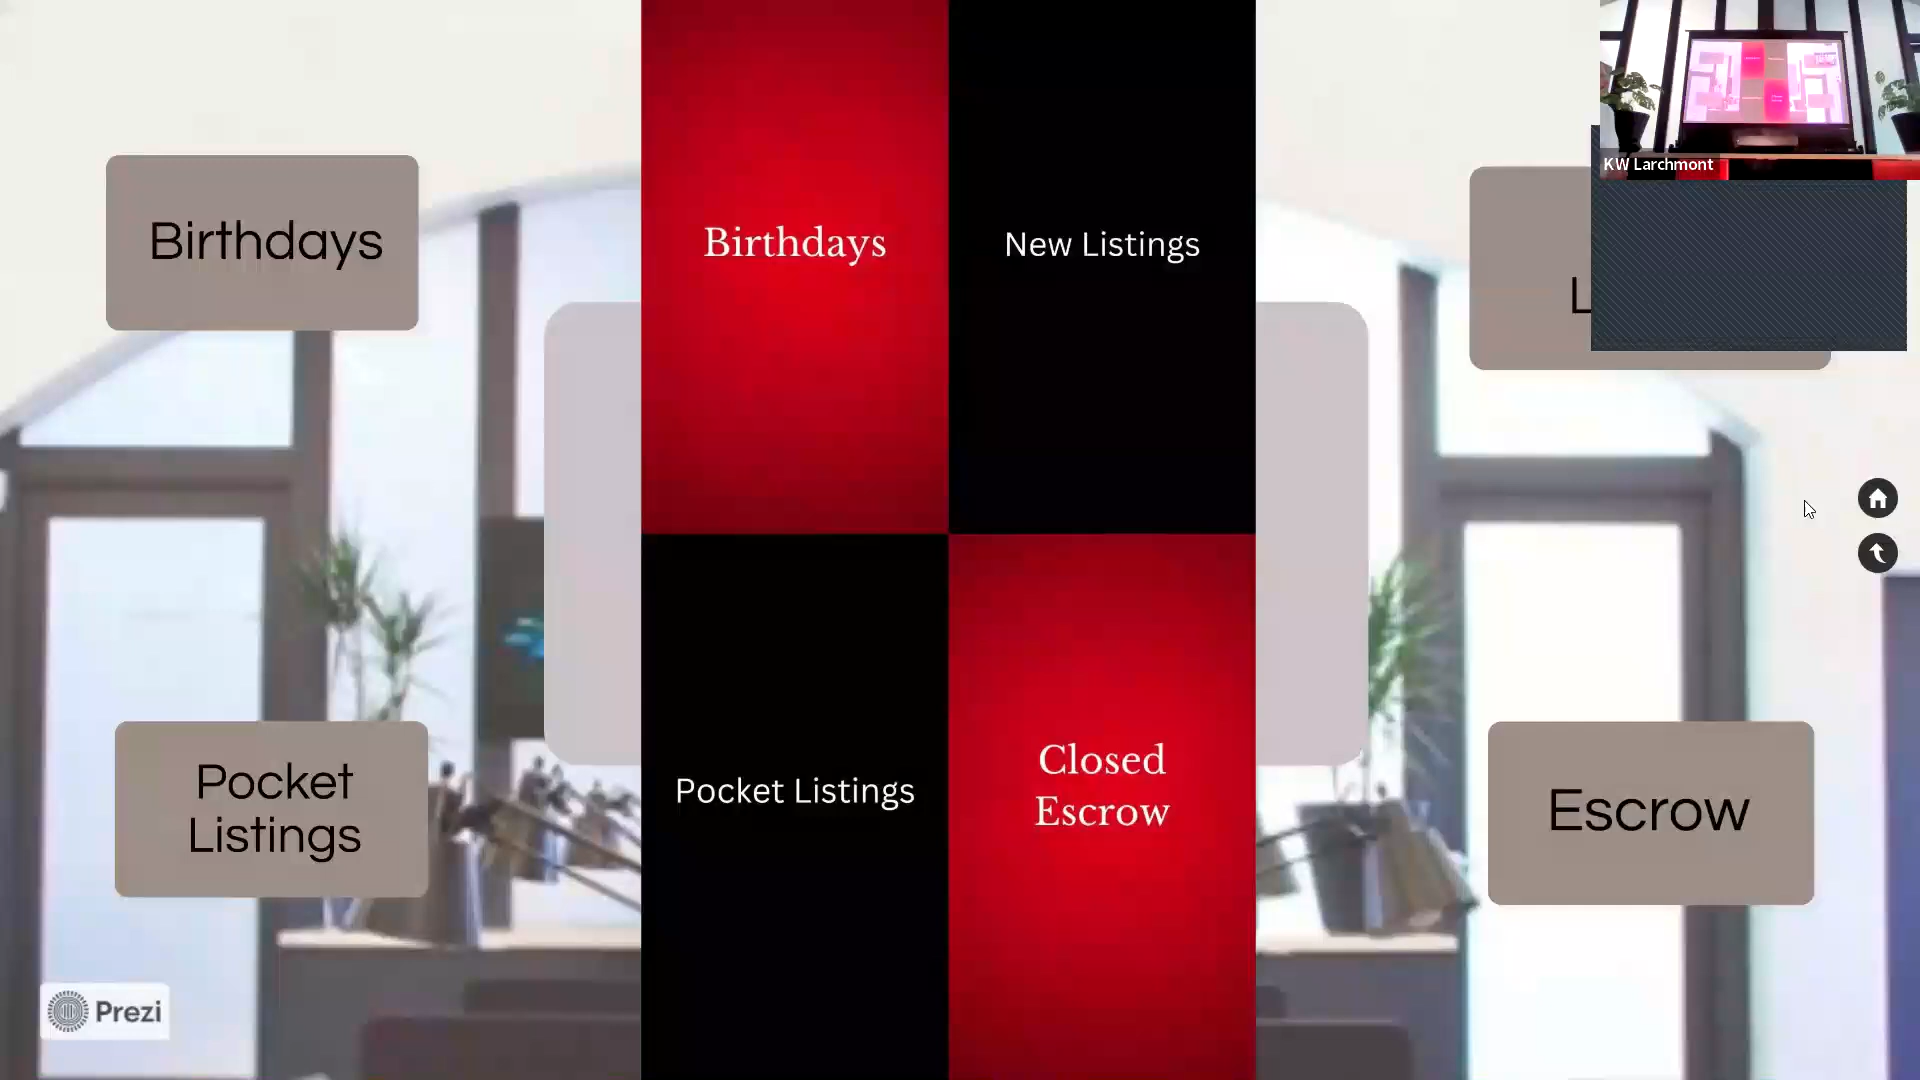 KW Larchmont
Birthdays
Birthdays
New Listings
L
Pocket
Listings
Pocket Listings
Closed
Escrow
Escrow
Prezi